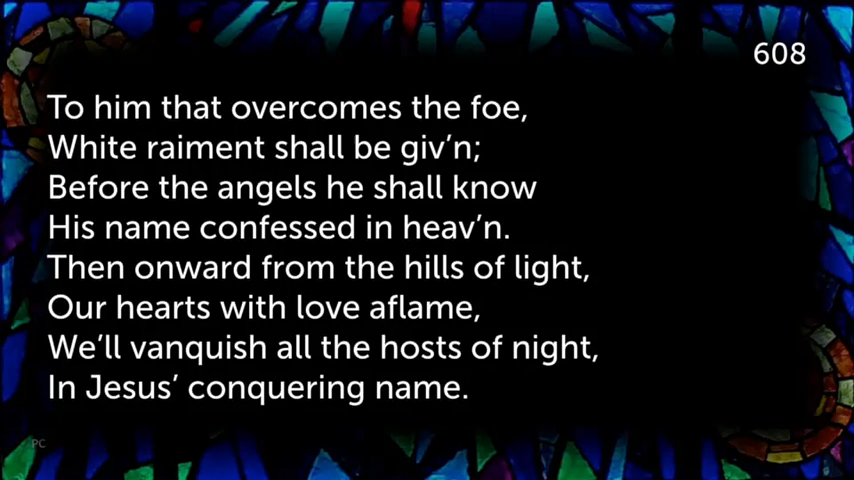 608
To him that overcomes the foe,
White raiment shall be giv’n;
Before the angels he shall know
His name confessed in heav’n.
Then onward from the hills of light,
Our hearts with love aflame,
We’ll vanquish all the hosts of night,
In Jesus’ conquering name.
PC